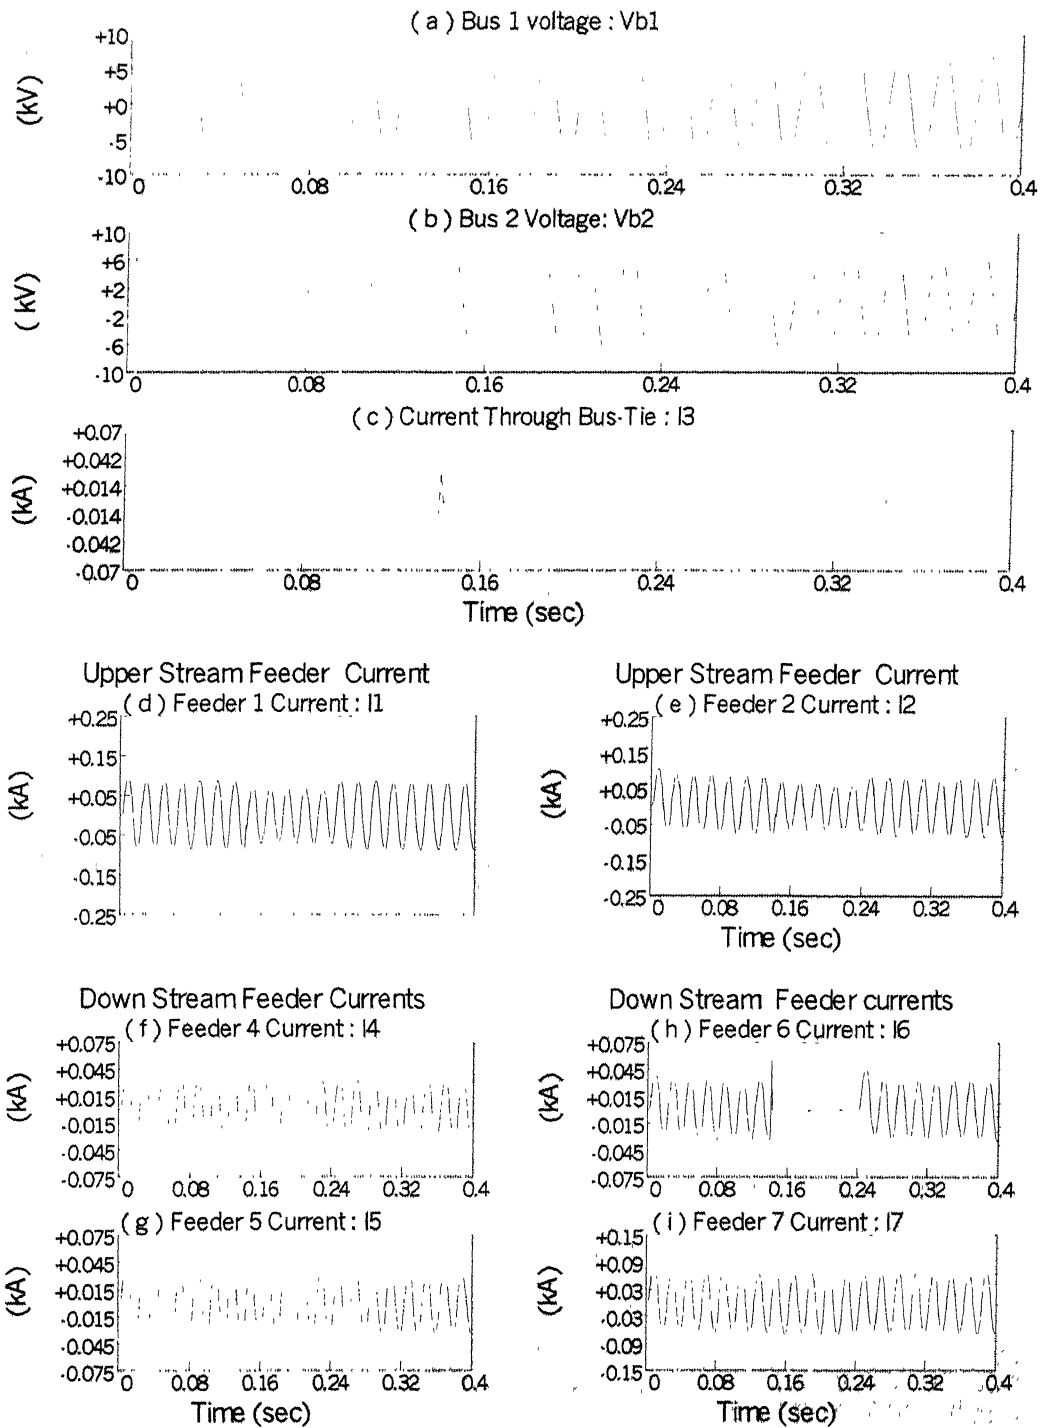 ( a ) Bus 1 voltage : Vb1
+10
+5
+0
-5
-10
(kV)
0 0.08 0.16 0.24 0.32 0.4
( b ) Bus 2 Voltage: Vb2
+10
+6
+2
-2
-6
-10
( kV)
0 0.08 0.16 0.24 0.32 0.4
( c ) Current Through Bus-Tie : I3
+0.07
+0.042
+0.014
-0.014
-0.042
-0.07
(kA)
0 0.08 0.16 0.24 0.32 0.4
Time (sec)
Upper Stream Feeder Current
( d ) Feeder 1 Current : I1
+0.25
+0.15
+0.05
-0.05
-0.15
-0.25
(kA)
Upper Stream Feeder Current
( e ) Feeder 2 Current : I2
+0.25
+0.15
+0.05
-0.05
-0.15
-0.25
(kA)
0 0.08 0.16 0.24 0.32 0.4
Time (sec)
Down Stream Feeder Currents
( f ) Feeder 4 Current : I4
+0.075
+0.045
+0.015
-0.015
-0.045
-0.075
(kA)
0 0.08 0.16 0.24 0.32 0.4
( g ) Feeder 5 Current : I5
+0.075
+0.045
+0.015
-0.015
-0.045
-0.075
(kA)
0 0.08 0.16 0.24 0.32 0.4
Time (sec)
Down Stream Feeder currents
( h ) Feeder 6 Current : I6
+0.075
+0.045
+0.015
-0.015
-0.045
-0.075
(kA)
0 0.08 0.16 0.24 0.32 0.4
( i ) Feeder 7 Current : I7
+0.15
+0.09
+0.03
-0.03
-0.09
-0.15
(kA)
0 0.08 0.16 0.24 0.32 0.4
Time (sec)